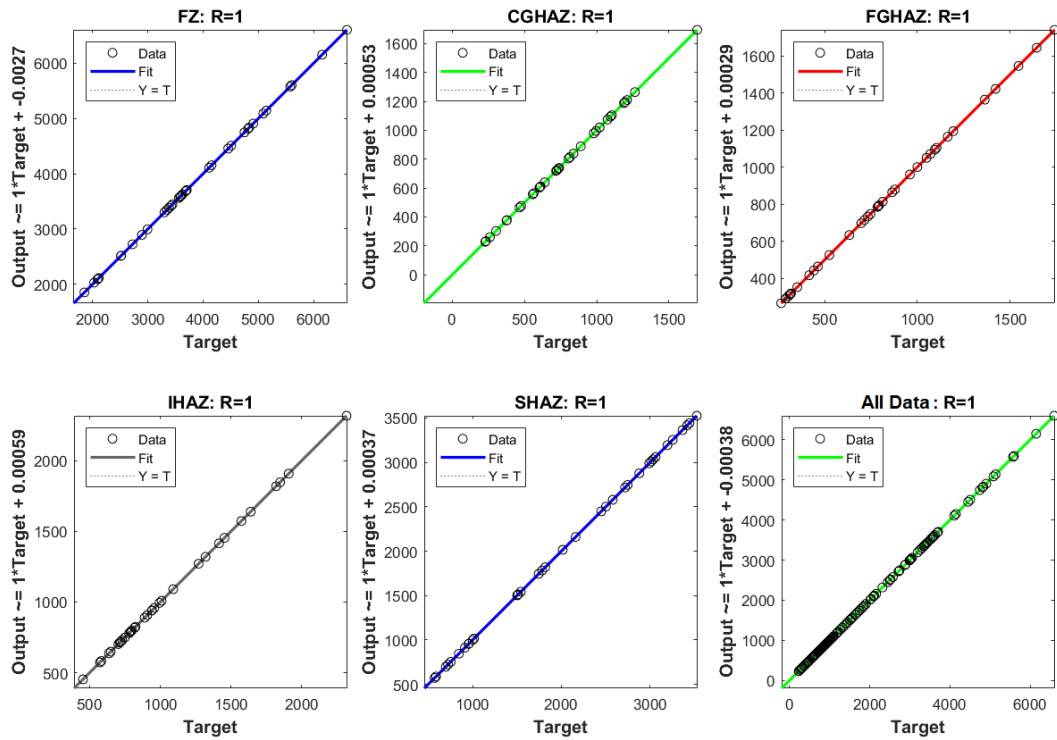 FZ: R=1
Output ~= 1*Target + -0.0027
6000
5000
4000
3000
2000
Data
Fit
Y = T
2000 3000 4000 5000 6000
Target
CGHAZ: R=1
Output ~= 1*Target + 0.00053
1600
1400
1200
1000
800
600
400
200
0
Data
Fit
Y = T
0 500 1000 1500
Target
FGHAZ: R=1
Output ~= 1*Target + 0.00029
1600
1400
1200
1000
800
600
400
Data
Fit
Y = T
500 1000 1500
Target
IHAZ: R=1
Output ~= 1*Target + 0.00059
2000
1500
1000
500
Data
Fit
Y = T
500 1000 1500 2000
Target
SHAZ: R=1
Output ~= 1*Target + 0.00037
3500
3000
2500
2000
1500
1000
500
Data
Fit
Y = T
1000 2000 3000
Target
All Data : R=1
Output ~= 1*Target + -0.00038
6000
5000
4000
3000
2000
1000
0
Data
Fit
Y = T
0 2000 4000 6000
Target